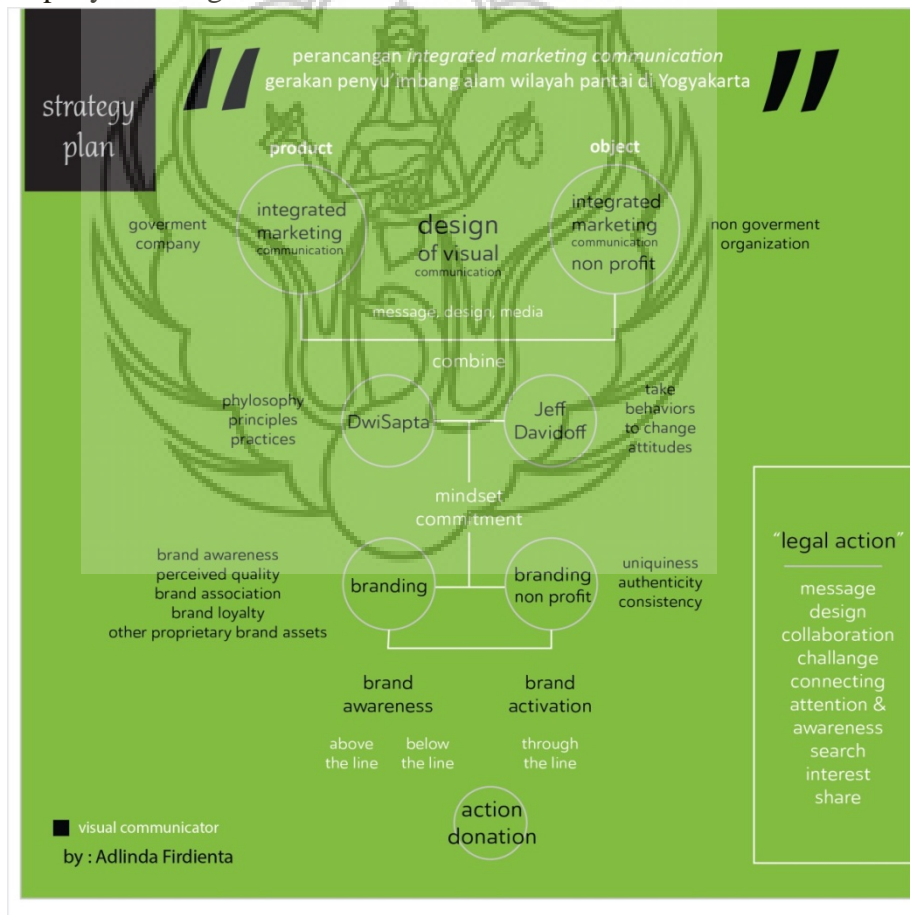 strategy
plan
“
perancangan integrated marketing communication
gerakan penyu imbang alam wilayah pantai di Yogyakarta
”
product
object
goverment
company
integrated
marketing
communication
design
of visual
communication
integrated
marketing
communication
non profit
non goverment
organization
message, design, media
combine
phylosophy
principles
practices
DwiSapta
Jeff
Davidoff
take
behaviors
to change
attitudes
mindset
commitment
brand awareness
perceived quality
brand association
brand loyalty
other proprietary brand assets
branding
branding
non profit
uniquiness
authenticity
consistency
brand
awareness
brand
activation
above
the line
below
the line
through
the line
action
donation
“legal action”
message
design
collaboration
challange
connecting
attention &
awareness
search
interest
share
visual communicator
by : Adlinda Firdienta